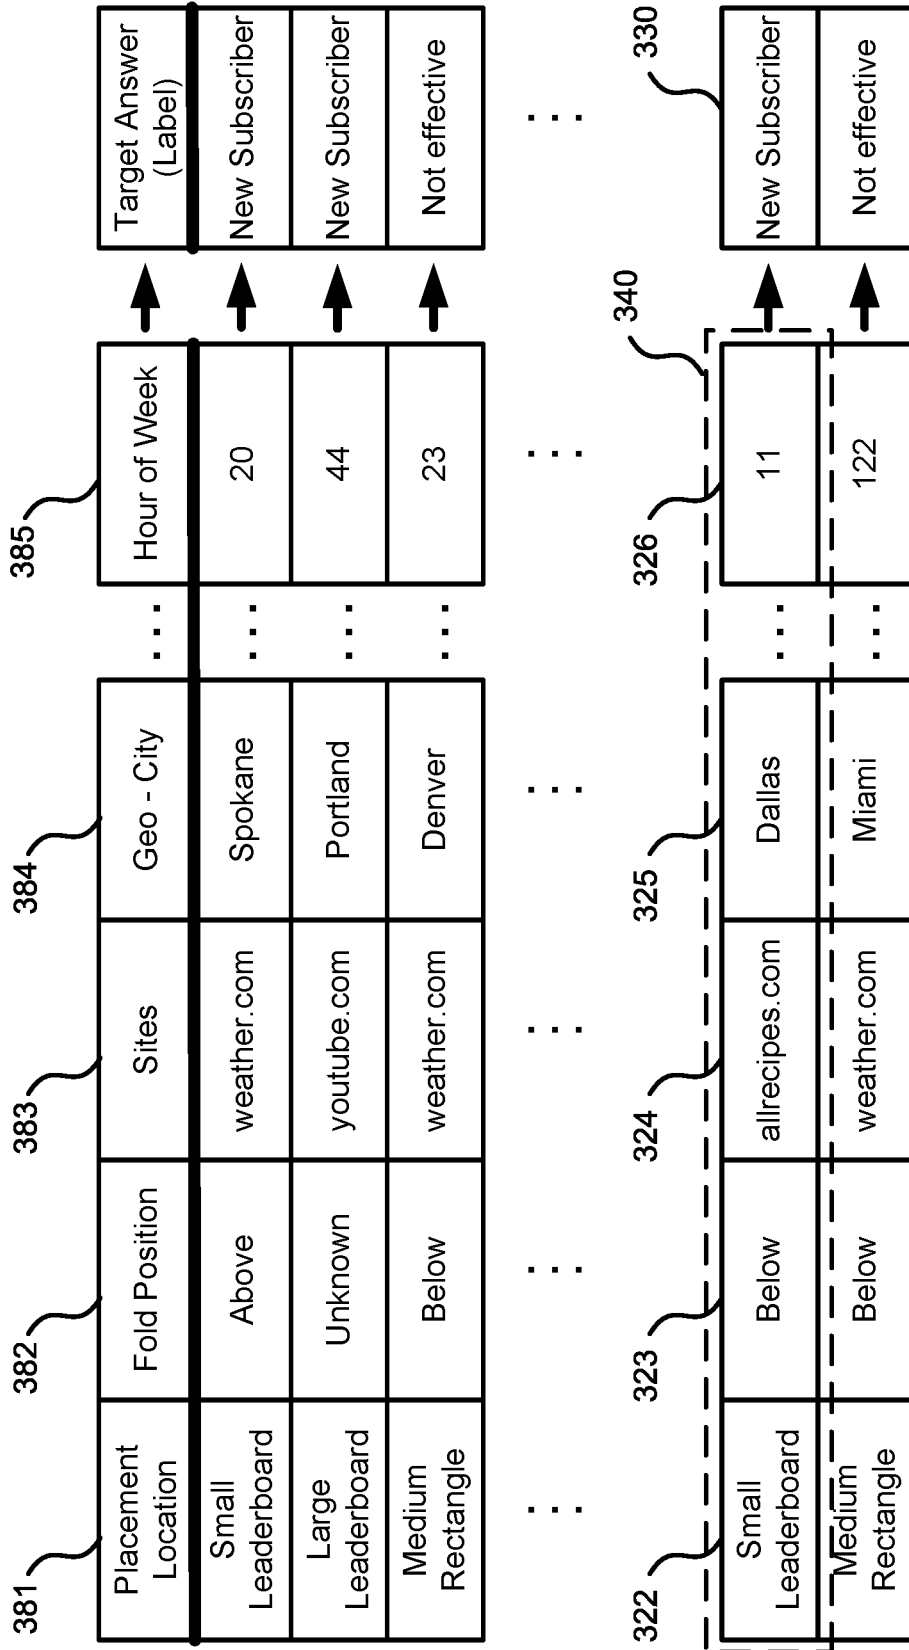 381
382
383
384
385
Placement
Location
Fold Position
Sites
Geo - City
...
Hour of Week
Target Answer
(Label)
Small
Leaderboard
Above
weather.com
Spokane
...
20
New Subscriber
Large
Leaderboard
Unknown
youtube.com
Portland
...
44
New Subscriber
Medium
Rectangle
Below
weather.com
Denver
...
23
Not effective
... ... ... ... ... ...
322
323
324
325
326
340
330
Small
Leaderboard
Below
allrecipes.com
Dallas
...
11
New Subscriber
Medium
Rectangle
Below
weather.com
Miami
...
122
Not effective